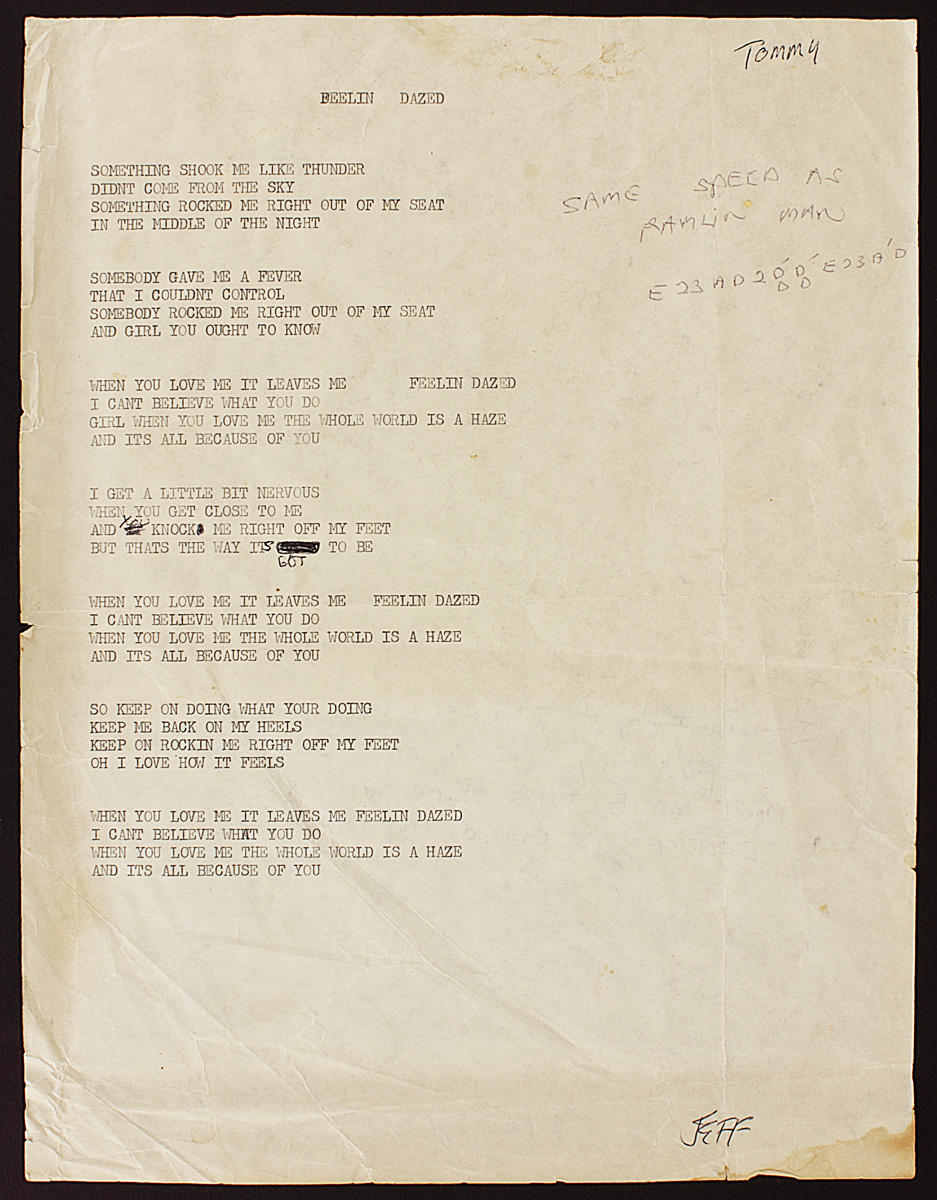 Tommy
FEELIN DAZED
SOMETHING SHOOK ME LIKE THUNDER
DIDNT COME FROM THE SKY
SOMETHING ROCKED ME RIGHT OUT OF MY SEAT
IN THE MIDDLE OF THE NIGHT
SAME SPEED AS
RAMLIN MAN
E 23 A D 2
SOMEBODY GAVE ME A FEVER
THAT I COULDNT CONTROL
SOMEBODY ROCKED ME RIGHT OUT OF MY SEAT
AND GIRL YOU OUGHT TO KNOW
WHEN YOU LOVE ME IT LEAVES ME FEELIN DAZED
I CANT BELIEVE WHAT YOU DO
GIRL WHEN YOU LOVE ME THE WHOLE WORLD IS A HAZE
AND ITS ALL BECAUSE OF YOU
I GET A LITTLE BIT NERVOUS
WHEN YOU GET CLOSE TO ME
AND YOU KNOCK ME RIGHT OFF MY FEET
BUT THATS THE WAY ITS GOT TO BE
WHEN YOU LOVE ME IT LEAVES ME FEELIN DAZED
I CANT BELIEVE WHAT YOU DO
WHEN YOU LOVE ME THE WHOLE WORLD IS A HAZE
AND ITS ALL BECAUSE OF YOU
SO KEEP ON DOING WHAT YOUR DOING
KEEP ME BACK ON MY HEELS
KEEP ON ROCKIN ME RIGHT OFF MY FEET
OH I LOVE HOW IT FEELS
WHEN YOU LOVE ME IT LEAVES ME FEELIN DAZED
I CANT BELIEVE WHAT YOU DO
WHEN YOU LOVE ME THE WHOLE WORLD IS A HAZE
AND ITS ALL BECAUSE OF YOU
JEFF